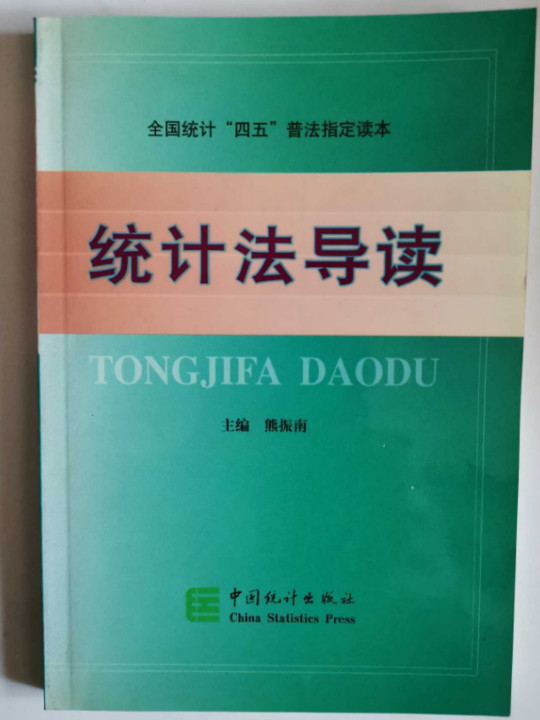 全国统计“四五”普法指定读本
统计法导读
TONGJIFA DAODU
主编 熊振南
中国统计出版社
China Statistics Press